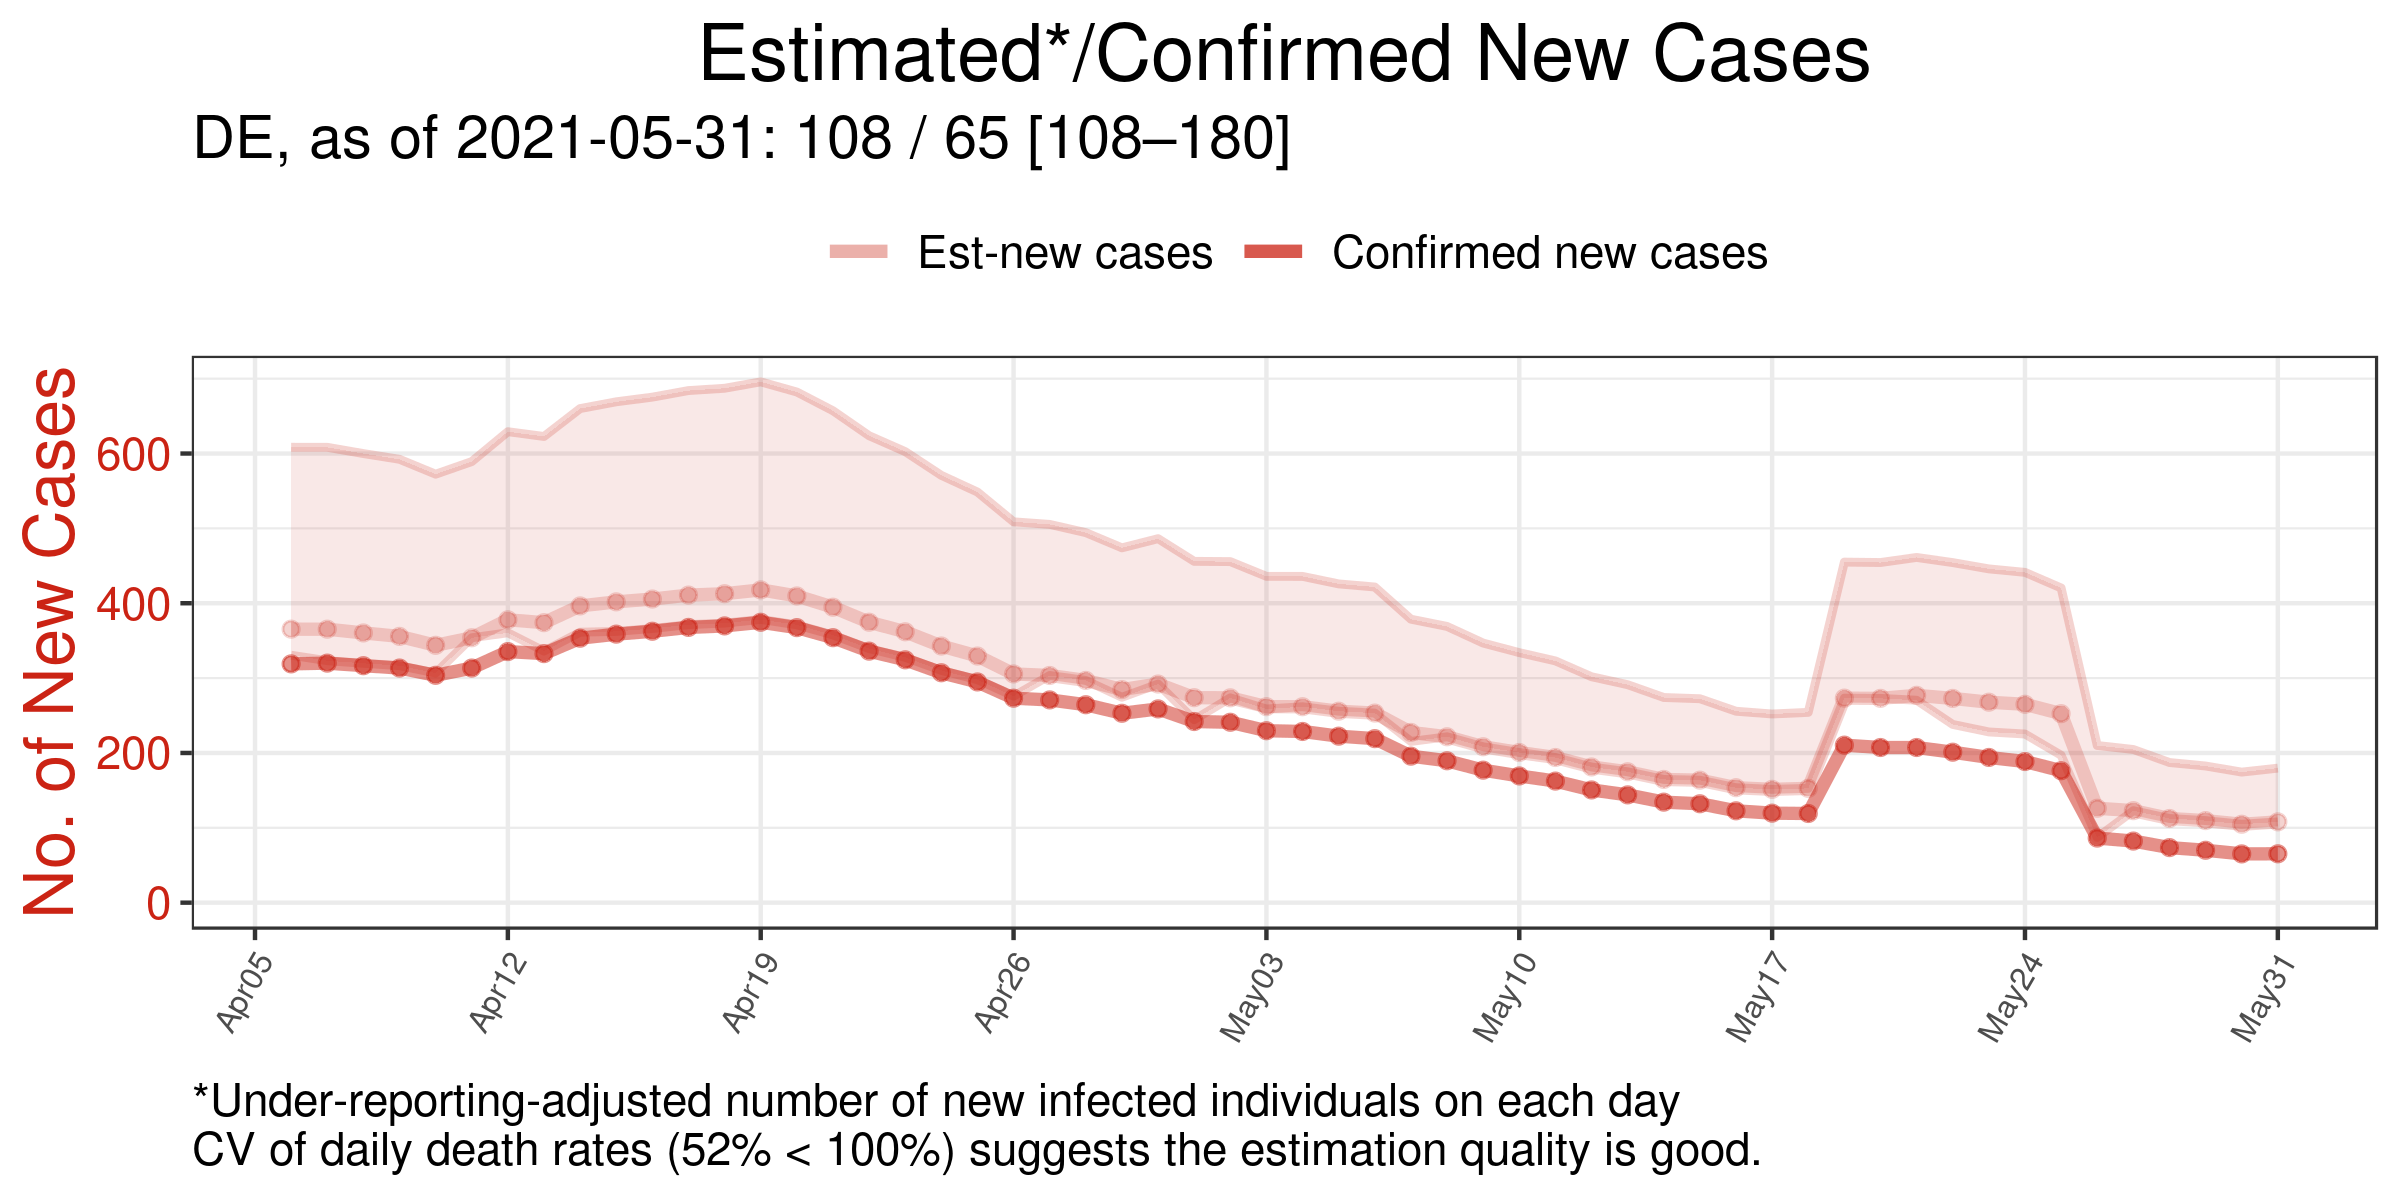 Estimated*/Confirmed New Cases
DE, as of 2021-05-31: 108 / 65 [108–180]
Est-new cases Confirmed new cases
No. of New Cases
600
400
200
0
Apr05 Apr12 Apr19 Apr26 May03 May10 May17 May24 May31
*Under-reporting-adjusted number of new infected individuals on each day
CV of daily death rates (52% < 100%) suggests the estimation quality is good.